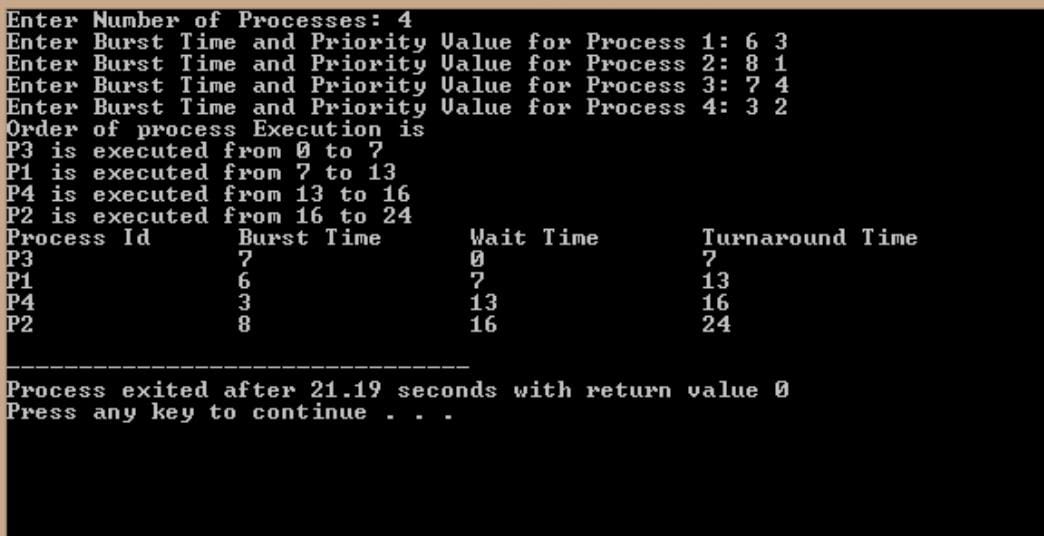 Enter Number of Processes: 4
Enter Burst Time and Priority Value for Process 1: 6 3
Enter Burst Time and Priority Value for Process 2: 8 1
Enter Burst Time and Priority Value for Process 3: 7 4
Enter Burst Time and Priority Value for Process 4: 3 2
Order of process Execution is
P3 is executed from 0 to 7
P1 is executed from 7 to 13
P4 is executed from 13 to 16
P2 is executed from 16 to 24
Process Id      Burst Time      Wait Time       Turnaround Time
P3              7               0               7
P1              6               7               13
P4              3               13              16
P2              8               16              24
--------------------------------
Process exited after 21.19 seconds with return value 0
Press any key to continue . . .